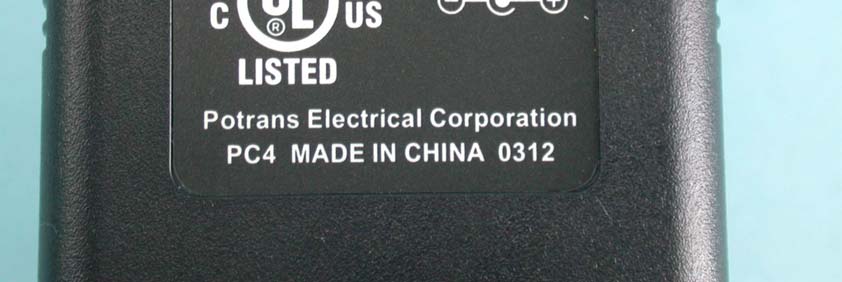 C UL US
®
LISTED
Potrans Electrical Corporation
PC4 MADE IN CHINA 0312